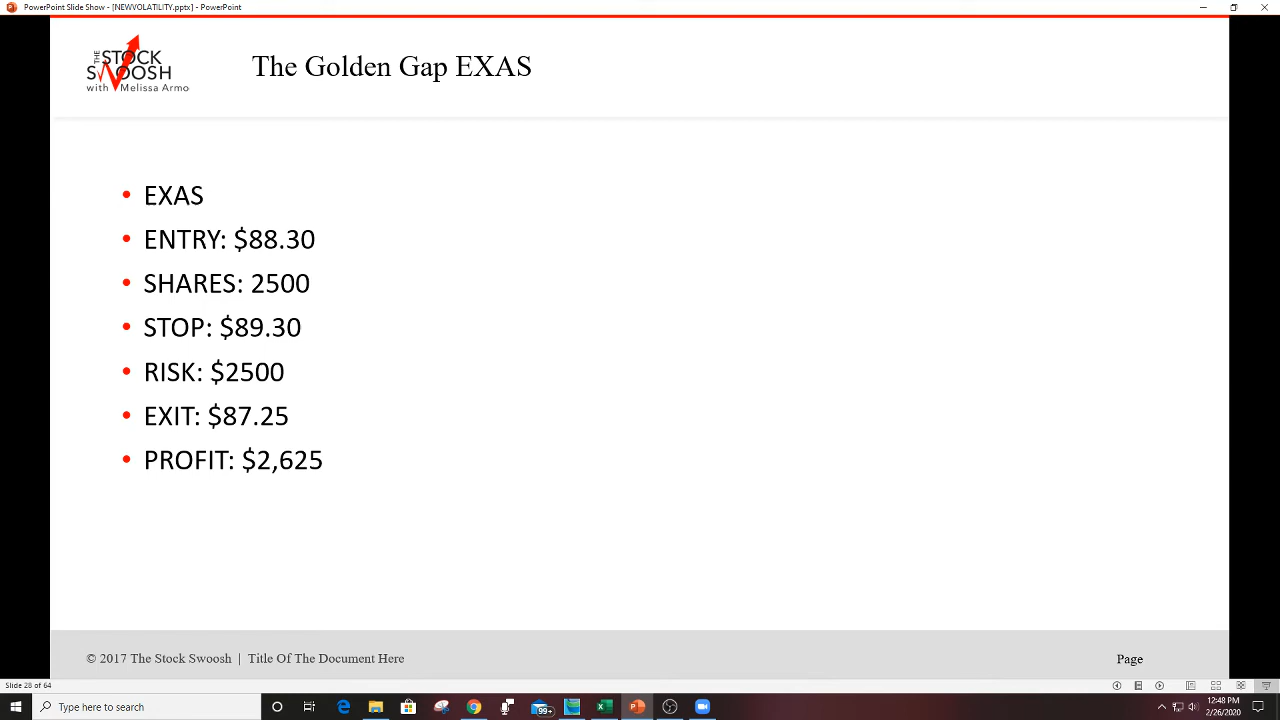 PowerPoint Slide Show - [NEWVOLATILITY.pptx] - PowerPoint
THE STOCK
SWOOSH
with Melissa Armo
The Golden Gap EXAS
• EXAS
• ENTRY: $88.30
• SHARES: 2500
• STOP: $89.30
• RISK: $2500
• EXIT: $87.25
• PROFIT: $2,625
© 2017 The Stock Swoosh | Title Of The Document Here
Page
Slide 28 of 64
Type here to search
99+
12:48 PM
2/26/2020